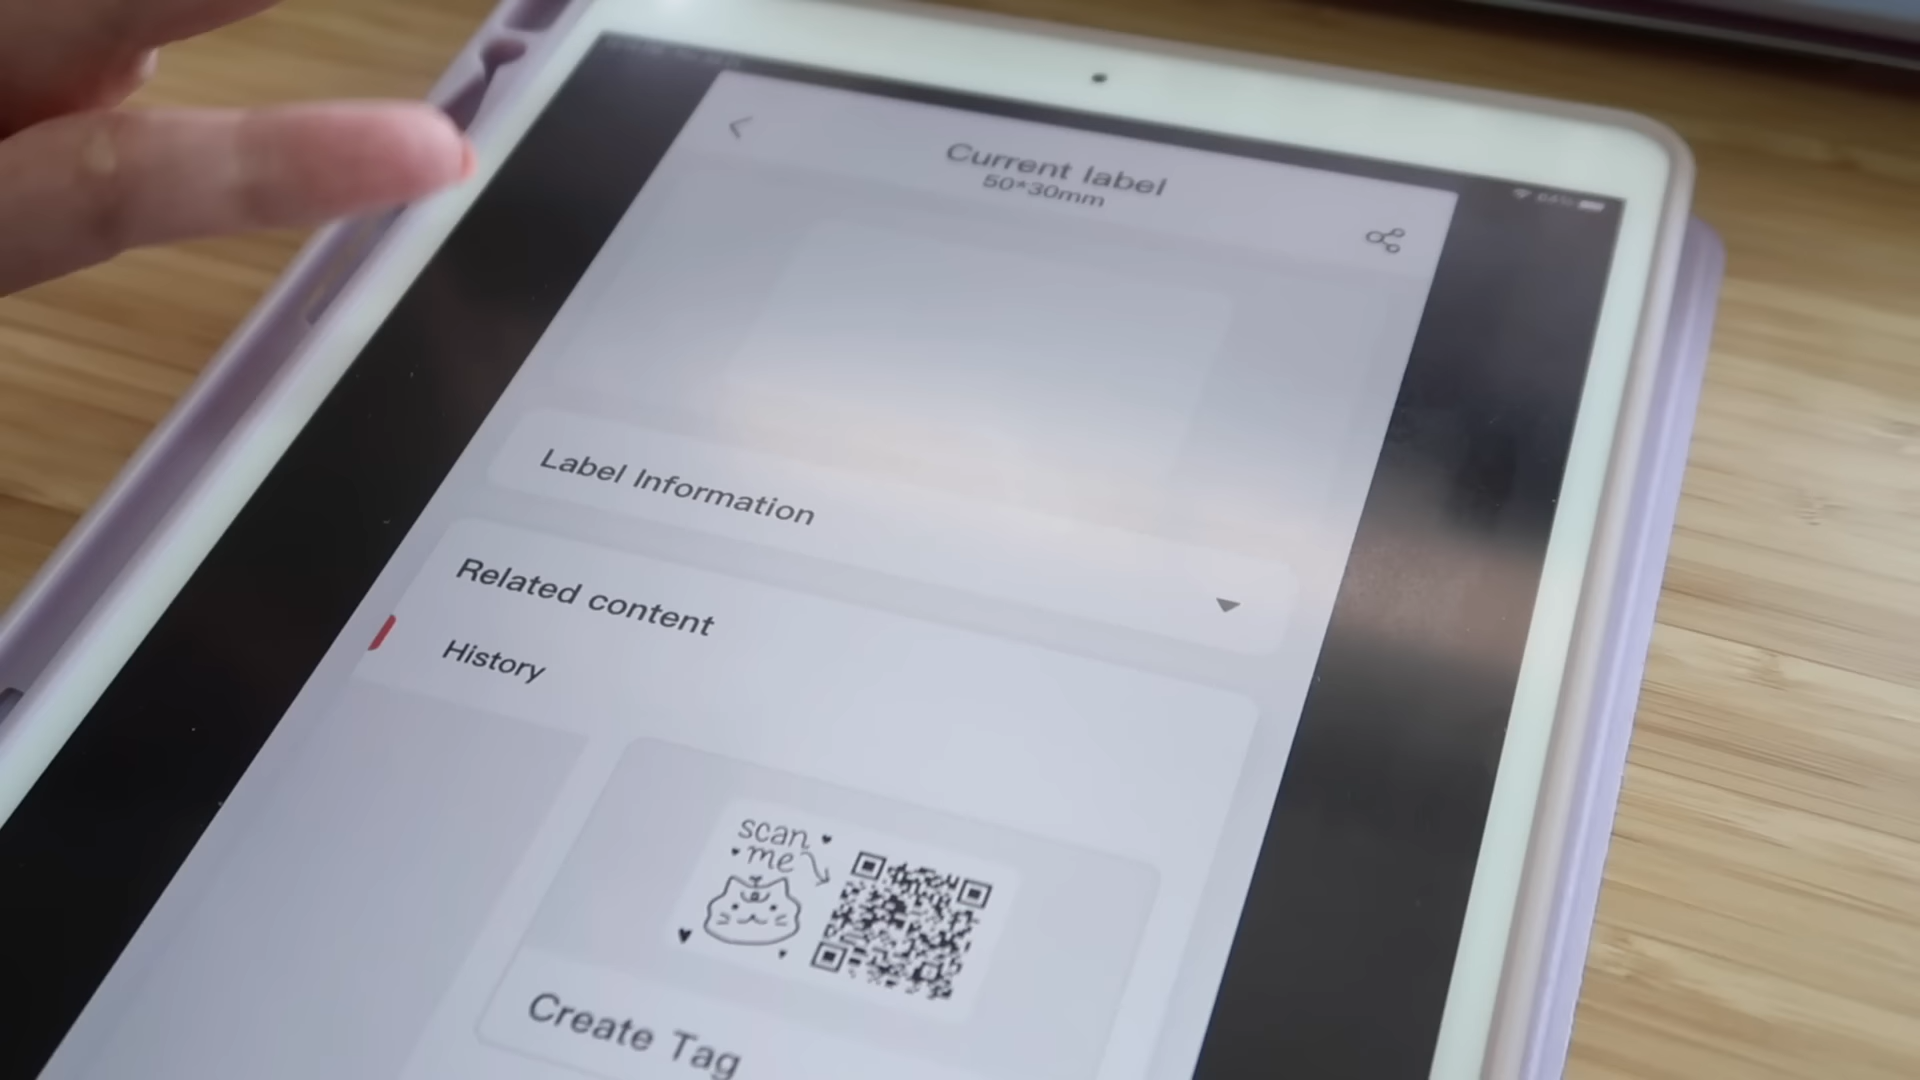 Current label
50*30mm
Label Information
Related content
History
scan
me
Create Tag